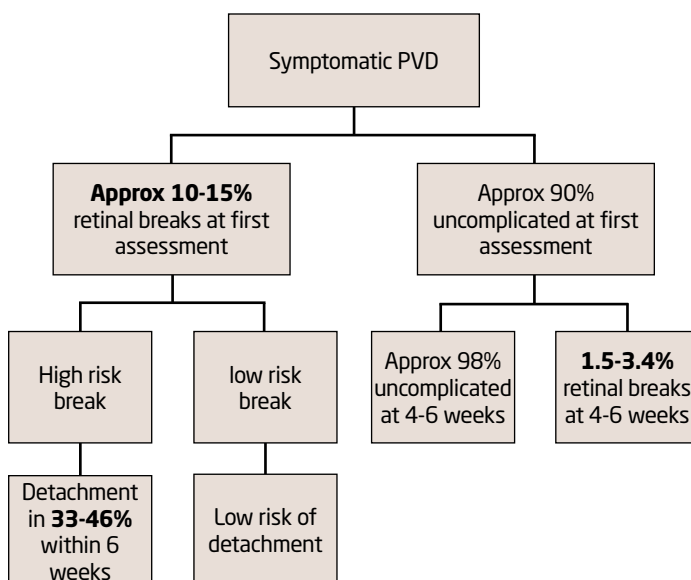 Symptomatic PVD
Approx 10-15%
retinal breaks at first
assessment
Approx 90%
uncomplicated at first
assessment
High risk
break
low risk
break
Approx 98%
uncomplicated
at 4-6 weeks
1.5-3.4%
retinal breaks
at 4-6 weeks
Detachment
in 33-46%
within 6
weeks
Low risk of
detachment